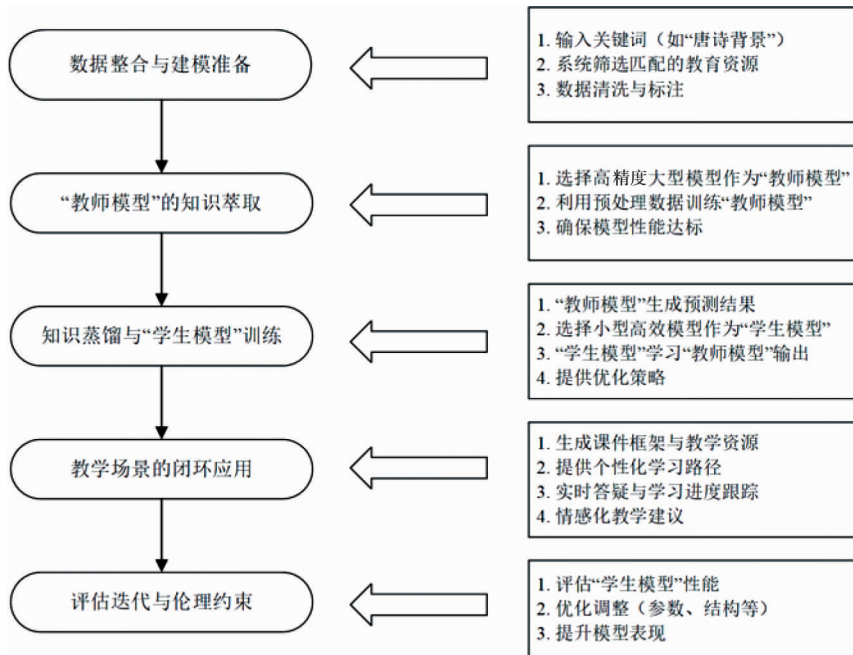 数据整合与建模准备
1. 输入关键词（如“唐诗背景”）
2. 系统筛选匹配的教育资源
3. 数据清洗与标注
“教师模型”的知识萃取
1. 选择高精度大型模型作为“教师模型”
2. 利用预处理数据训练“教师模型”
3. 确保模型性能达标
知识蒸馏与“学生模型”训练
1. “教师模型”生成预测结果
2. 选择小型高效模型作为“学生模型”
3. “学生模型”学习“教师模型”输出
4. 提供优化策略
教学场景的闭环应用
1. 生成课件框架与教学资源
2. 提供个性化学习路径
3. 实时答疑与学习进度跟踪
4. 情感化教学建议
评估迭代与伦理约束
1. 评估“学生模型”性能
2. 优化调整（参数、结构等）
3. 提升模型表现